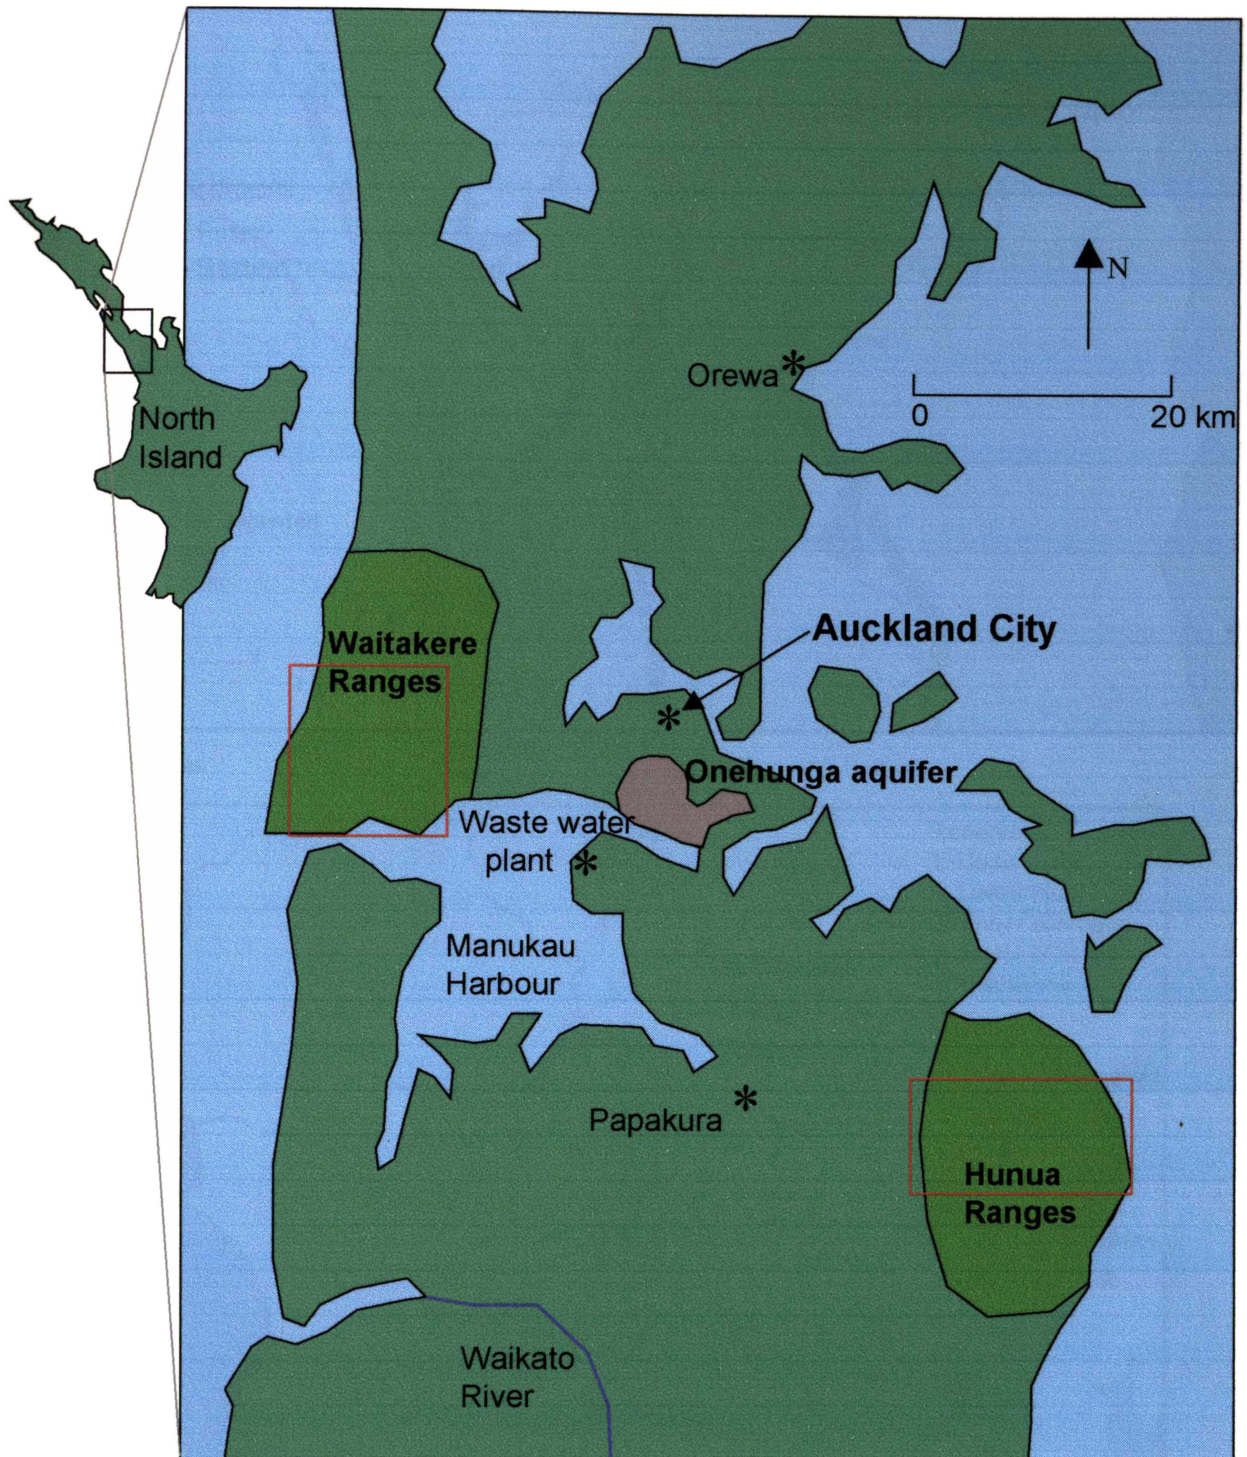 N
Orewa
0
20 km
North
Island
Auckland City
Waitakere
Ranges
Onehunga aquifer
Waste water
plant
Manukau
Harbour
Papakura
Hunua
Ranges
Waikato
River